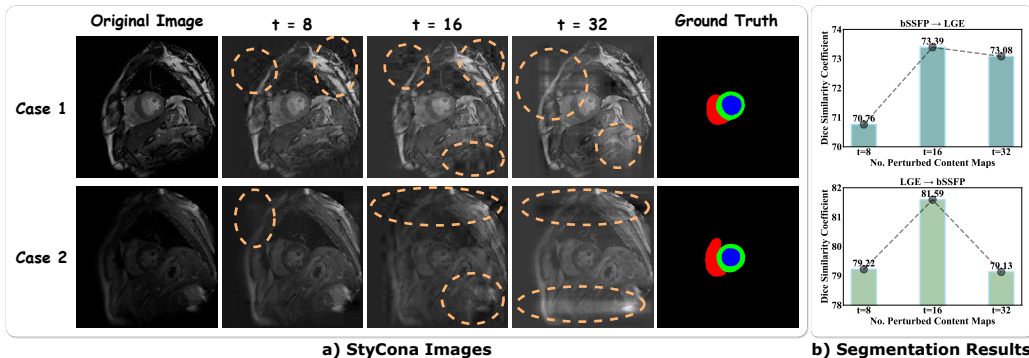 Original Image t = 8 t = 16 t = 32 Ground Truth
Case 1
Case 2
a) StyCona Images
bSSFP → LGE
Dice Similarity Coefficient
74
73
72
71
70
70.76
73.39
73.08
t=8 t=16 t=32
No. Perturbed Content Maps
LGE → bSSFP
Dice Similarity Coefficient
82
81
80
79
78
79.22
81.59
79.13
t=8 t=16 t=32
No. Perturbed Content Maps
b) Segmentation Results